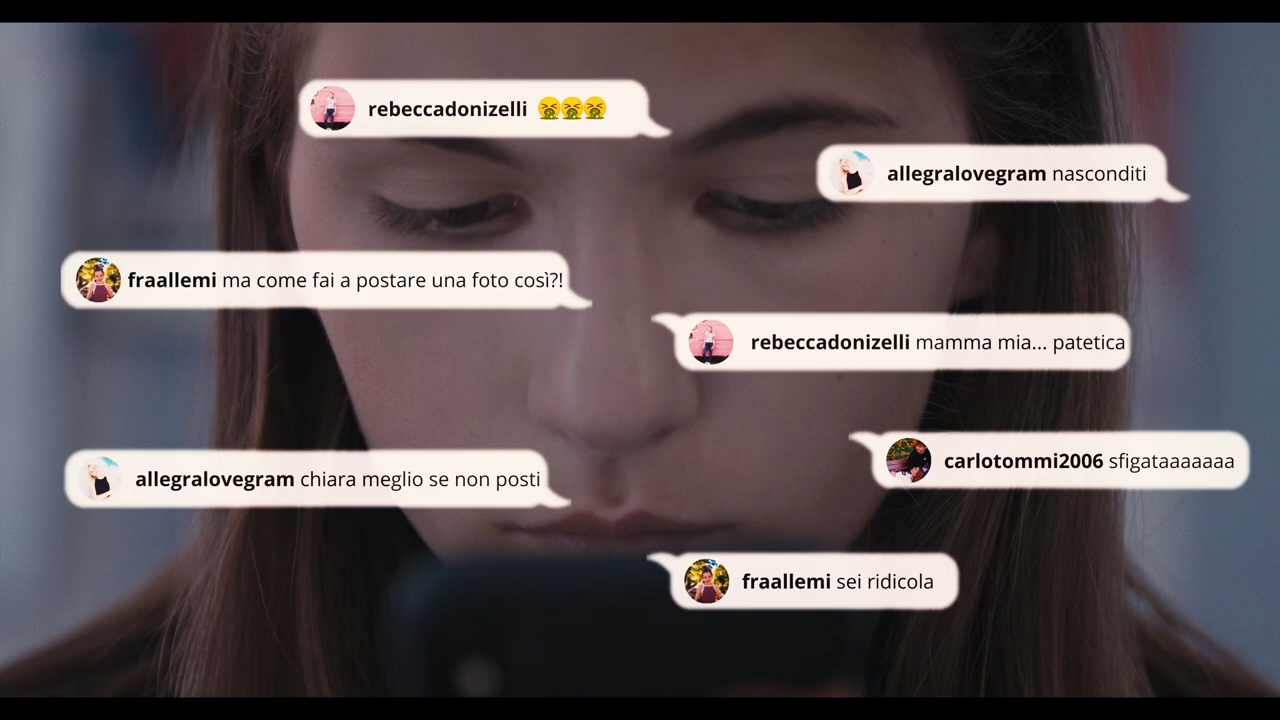 rebeccadonizelli 🤮🤮🤮
allegralovegram nasconditi
fraallemi ma come fai a postare una foto così?!
rebeccadonizelli mamma mia... patetica
carlotommi2006 sfigataaaaaaa
allegralovegram chiara meglio se non posti
fraallemi sei ridicola